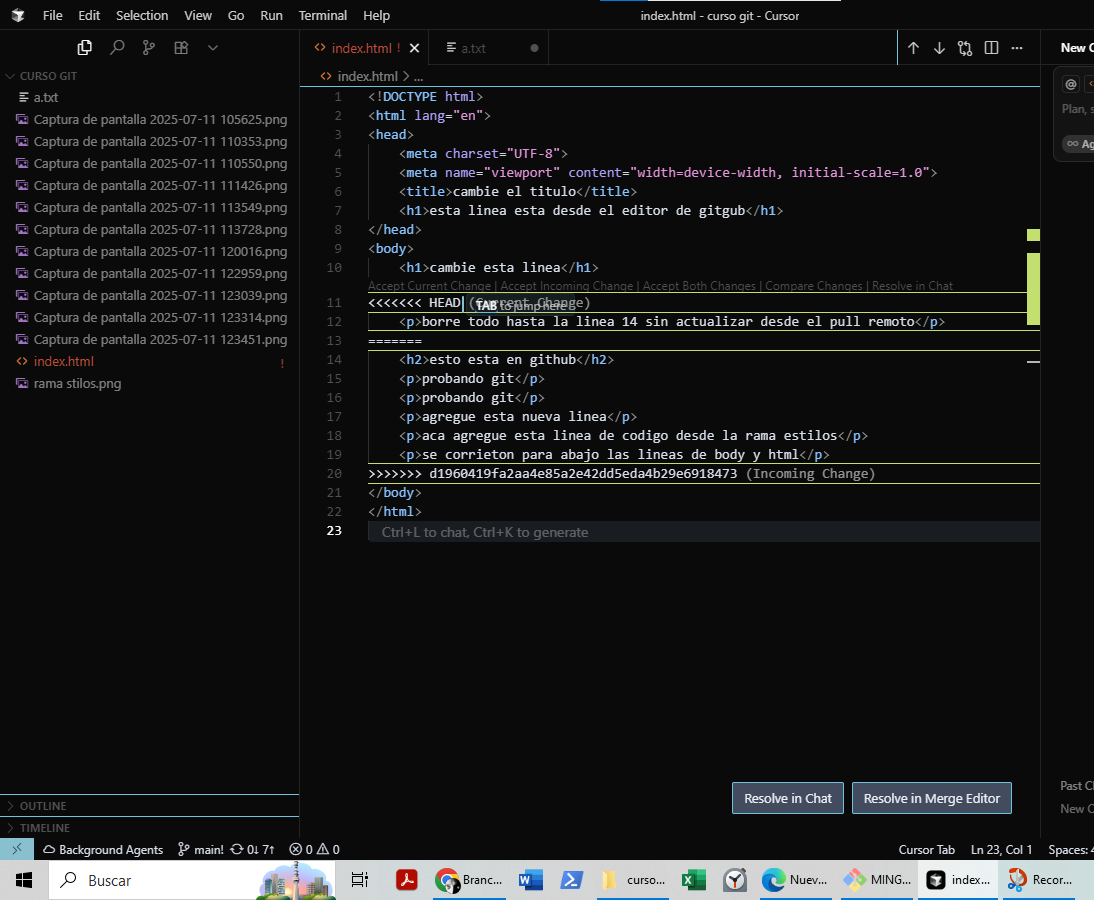 File Edit Selection View Go Run Terminal Help
index.html - curso git - Cursor
index.html !
a.txt
New C
CURSO GIT
a.txt
Captura de pantalla 2025-07-11 105625.png
Captura de pantalla 2025-07-11 110353.png
Captura de pantalla 2025-07-11 110550.png
Captura de pantalla 2025-07-11 111426.png
Captura de pantalla 2025-07-11 113549.png
Captura de pantalla 2025-07-11 113728.png
Captura de pantalla 2025-07-11 120016.png
Captura de pantalla 2025-07-11 122959.png
Captura de pantalla 2025-07-11 123039.png
Captura de pantalla 2025-07-11 123314.png
Captura de pantalla 2025-07-11 123451.png
index.html !
rama stilos.png
index.html > ...
1 <!DOCTYPE html>
2 <html lang="en">
3 <head>
4 <meta charset="UTF-8">
5 <meta name="viewport" content="width=device-width, initial-scale=1.0">
6 <title>cambie el titulo</title>
7 <h1>esta linea esta desde el editor de gitgub</h1>
8 </head>
9 <body>
10 <h1>cambie esta linea</h1>
Accept Current Change | Accept Incoming Change | Accept Both Changes | Compare Changes | Resolve in Chat
11 <<<<<<< HEAD (Current Change)
TAB to jump here
12 <p>borre todo hasta la linea 14 sin actualizar desde el pull remoto</p>
13 =======
14 <h2>esto esta en github</h2>
15 <p>probando git</p>
16 <p>probando git</p>
17 <p>agregue esta nueva linea</p>
18 <p>aca agregue esta linea de codigo desde la rama estilos</p>
19 <p>se corrieton para abajo las lineas de body y html</p>
20 >>>>>>> d1960419fa2aa4e85a2e42dd5eda4b29e6918473 (Incoming Change)
21 </body>
22 </html>
23 Ctrl+L to chat, Ctrl+K to generate
@
Plan, s
∞ Ag
Resolve in Chat
Resolve in Merge Editor
Past Cl
New C
OUTLINE
TIMELINE
Background Agents main! 0↓ 7↑ 0 0
Cursor Tab Ln 23, Col 1 Spaces: 4
Buscar
Branc...
curso...
Nuev...
MING...
index...
Recor...